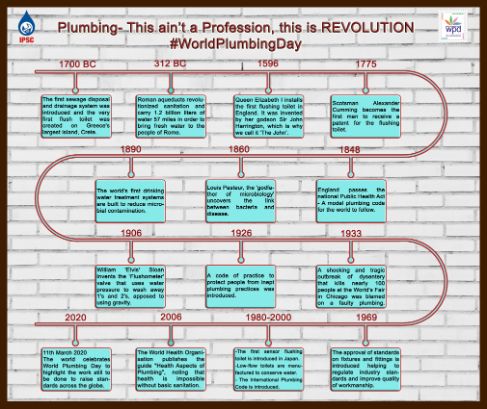 Plumbing- This ain't a Profession, this is REVOLUTION
#WorldPlumbingDay
IPSC
wpd
1700 BC
312 BC
1596
1775
The first sewage disposal
and drainage system was
introduced and the very
first flush toilet was
created on Greece's
largest island, Crete.
Roman aqueducts revolu-
tionized sanitation and
carry 1.2 billion liters of
water 57 miles in order to
bring fresh water to the
people of Rome.
Queen Elizabeth I installs
the first flushing toilet in
England. It was invented
by her godson Sir John
Harrington, which is why
we call it 'The John'.
Scotsman Alexander
Cumming becomes the
first man to receive a
patent for the flushing
toilet.
1890
1860
1848
The world's first drinking
water treatment systems
are built to reduce micro-
bial contamination.
Louis Pasteur, the 'godfa-
ther of microbiology'
uncovers the link
between bacteria and
disease.
England passes the
national Public Health Act
- A model plumbing code
for the world to follow.
1906
1926
1933
William 'Elvis' Sloan
invents the 'Flushometer'
valve that uses water
pressure to wash away
1's and 2's, opposed to
using gravity.
A code of practice to
protect people from inept
plumbing practices was
introduced.
A shocking and tragic
outbreak of dysentery
that kills nearly 100
people at the World's Fair
in Chicago was blamed
on a faulty plumbing.
2020
2006
1980-2000
1969
11th March 2020
The world celebrates
World Plumbing Day to
highlight the work still to
be done to raise stan-
dards across the globe.
The World Health Organi-
sation publishes the
guide "Health Aspects of
Plumbing", noting that
health is impossible
without basic sanitation.
-The first sensor flushing
toilet is introduced in Japan.
-Low-flow toilets are manu-
factured to conserve water.
- The International Plumbing
Code is introduced.
The approval of standards
on fixtures and fittings is
introduced helping to
regulate industry stan-
dards and improve quality
of workmanship.